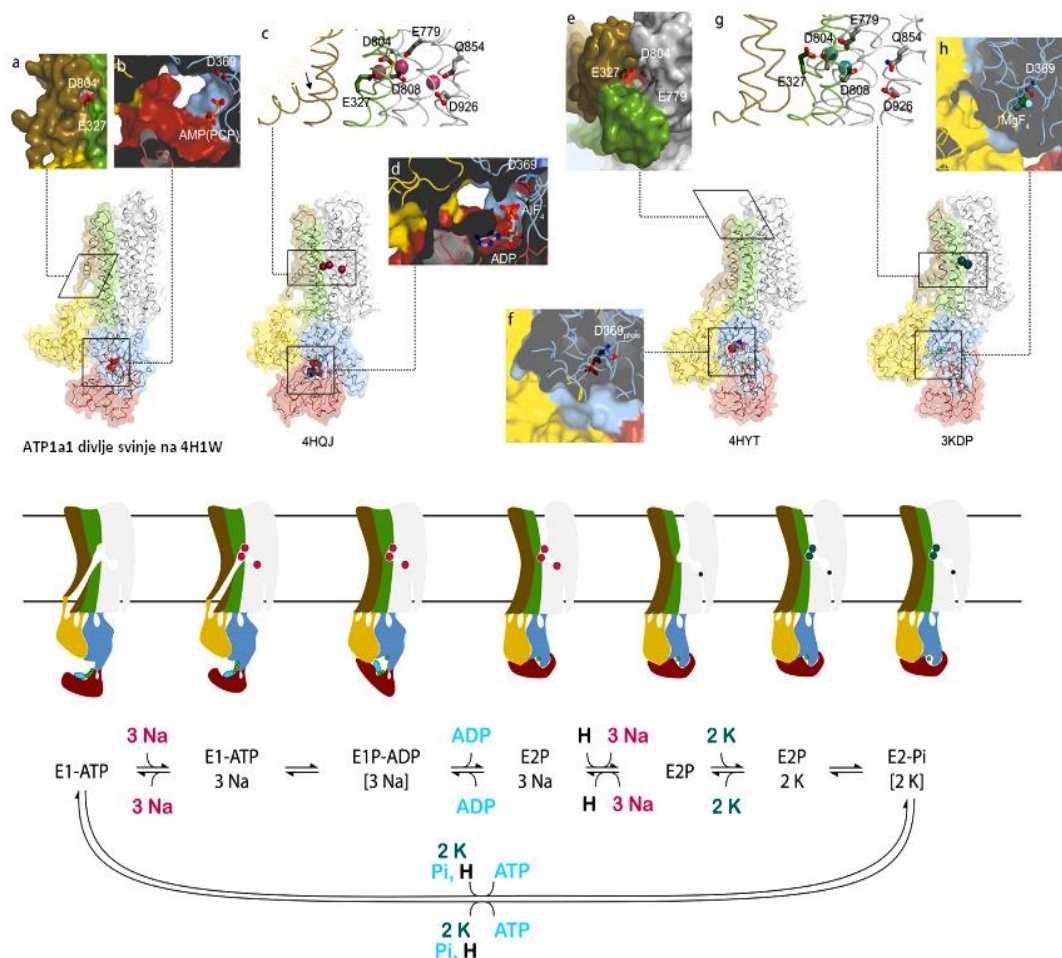 a
D804
E327
b
D369
AMP(PCP)
c
D804
E779
Q854
E327
D808
D926
d
D369
AlF4
ADP
e
D804
E327
E779
g
E779
D804
Q854
E327
D808
D926
h
D369
MgF4
f
D369phos
ATP1a1 divlje svinje na 4H1W
4HQJ
4HYT
3KDP
3 Na
ADP
H 3 Na
2 K
E1-ATP
E1-ATP
3 Na
E1P-ADP
[3 Na]
E2P
3 Na
E2P
E2P
2 K
E2-Pi
[2 K]
3 Na
ADP
H 3 Na
2 K
2 K
Pi, H ATP
2 K ATP
Pi, H